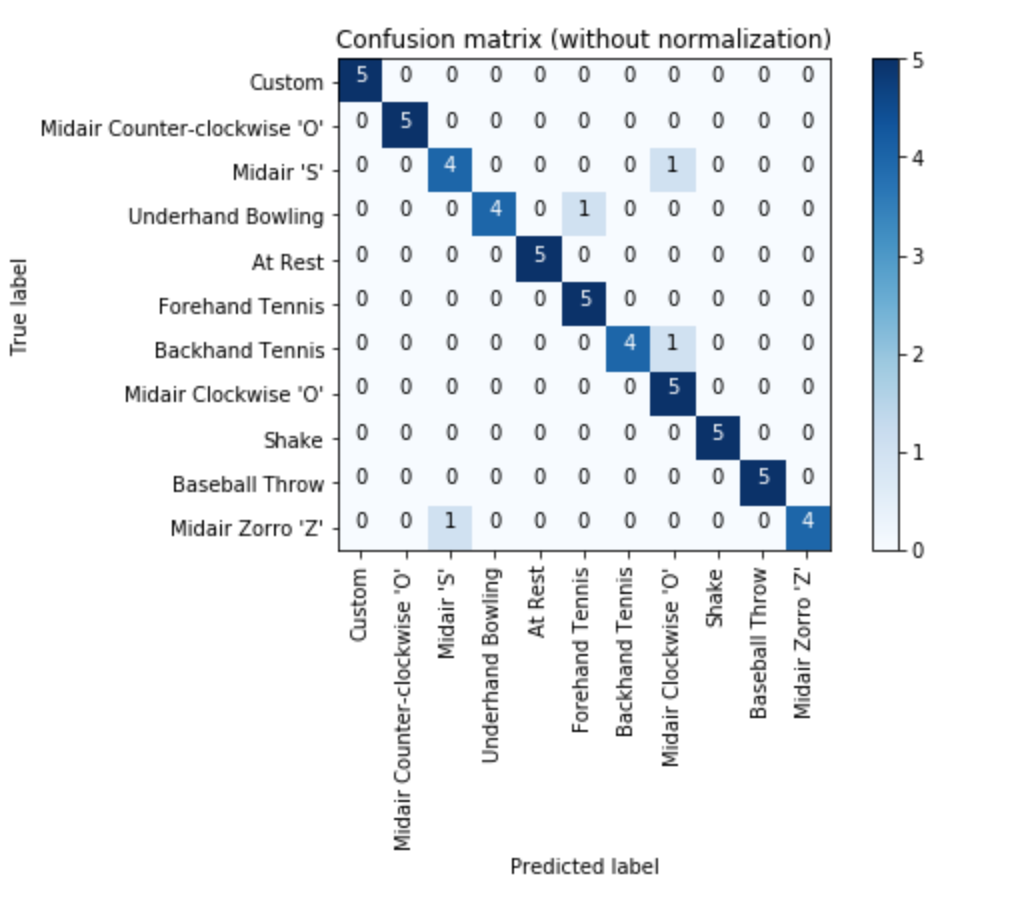 Confusion matrix (without normalization)
Custom 5 0 0 0 0 0 0 0 0 0 0
Midair Counter-clockwise 'O' 0 5 0 0 0 0 0 0 0 0 0
Midair 'S' 0 0 4 0 0 0 0 1 0 0 0
Underhand Bowling 0 0 0 4 0 1 0 0 0 0 0
At Rest 0 0 0 0 5 0 0 0 0 0 0
Forehand Tennis 0 0 0 0 0 5 0 0 0 0 0
Backhand Tennis 0 0 0 0 0 0 4 1 0 0 0
Midair Clockwise 'O' 0 0 0 0 0 0 0 5 0 0 0
Shake 0 0 0 0 0 0 0 0 5 0 0
Baseball Throw 0 0 0 0 0 0 0 0 0 5 0
Midair Zorro 'Z' 0 0 1 0 0 0 0 0 0 0 4
True label
Custom
Midair Counter-clockwise 'O'
Midair 'S'
Underhand Bowling
At Rest
Forehand Tennis
Backhand Tennis
Midair Clockwise 'O'
Shake
Baseball Throw
Midair Zorro 'Z'
Predicted label
5
4
3
2
1
0